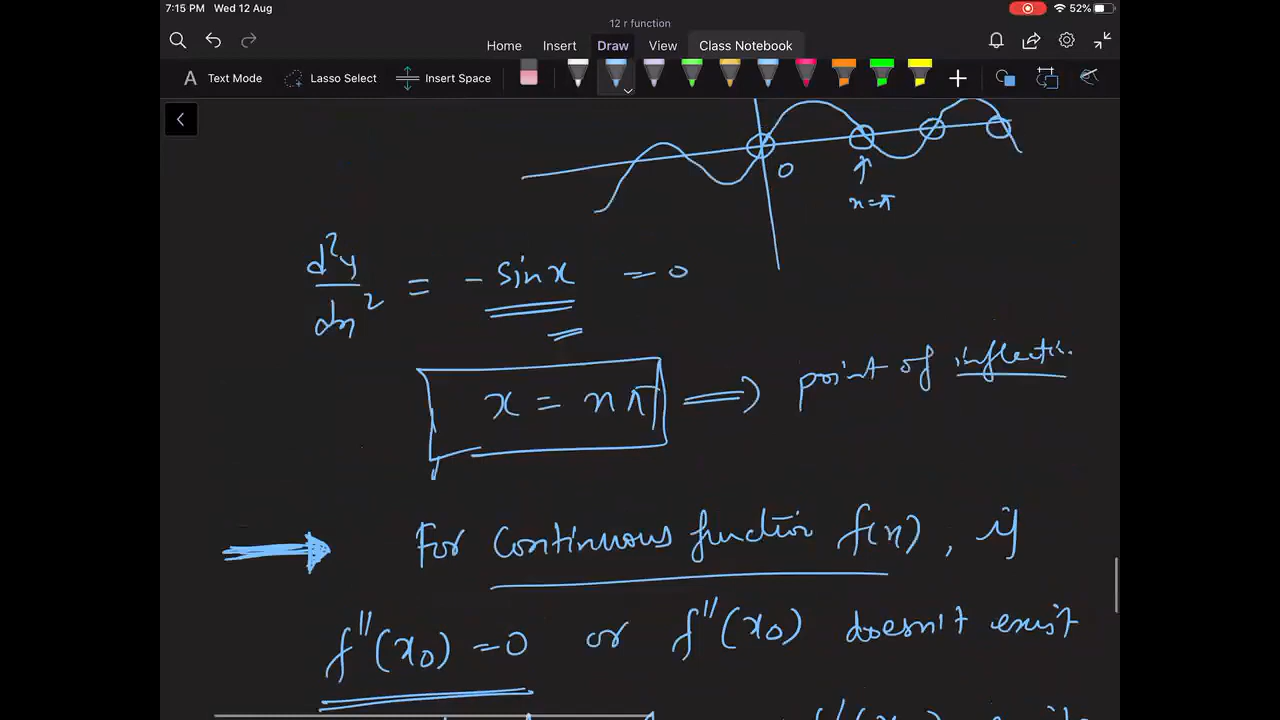 7:15 PM Wed 12 Aug
52%
12 r function
Home Insert Draw View Class Notebook
A Text Mode Lasso Select Insert Space
0
x=π
d²y/dx² = - sinx = 0
x = nπ ⟹ point of inflection
For continuous function f(x), if
f''(x₀) = 0 or f''(x₀) doesn't exist